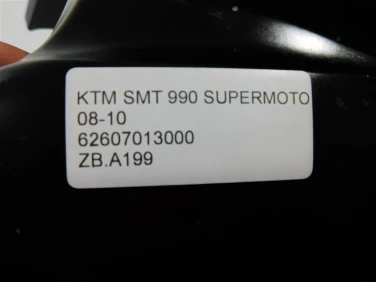 KTM SMT 990 SUPERMOTO
08-10
62607013000
ZB.A199